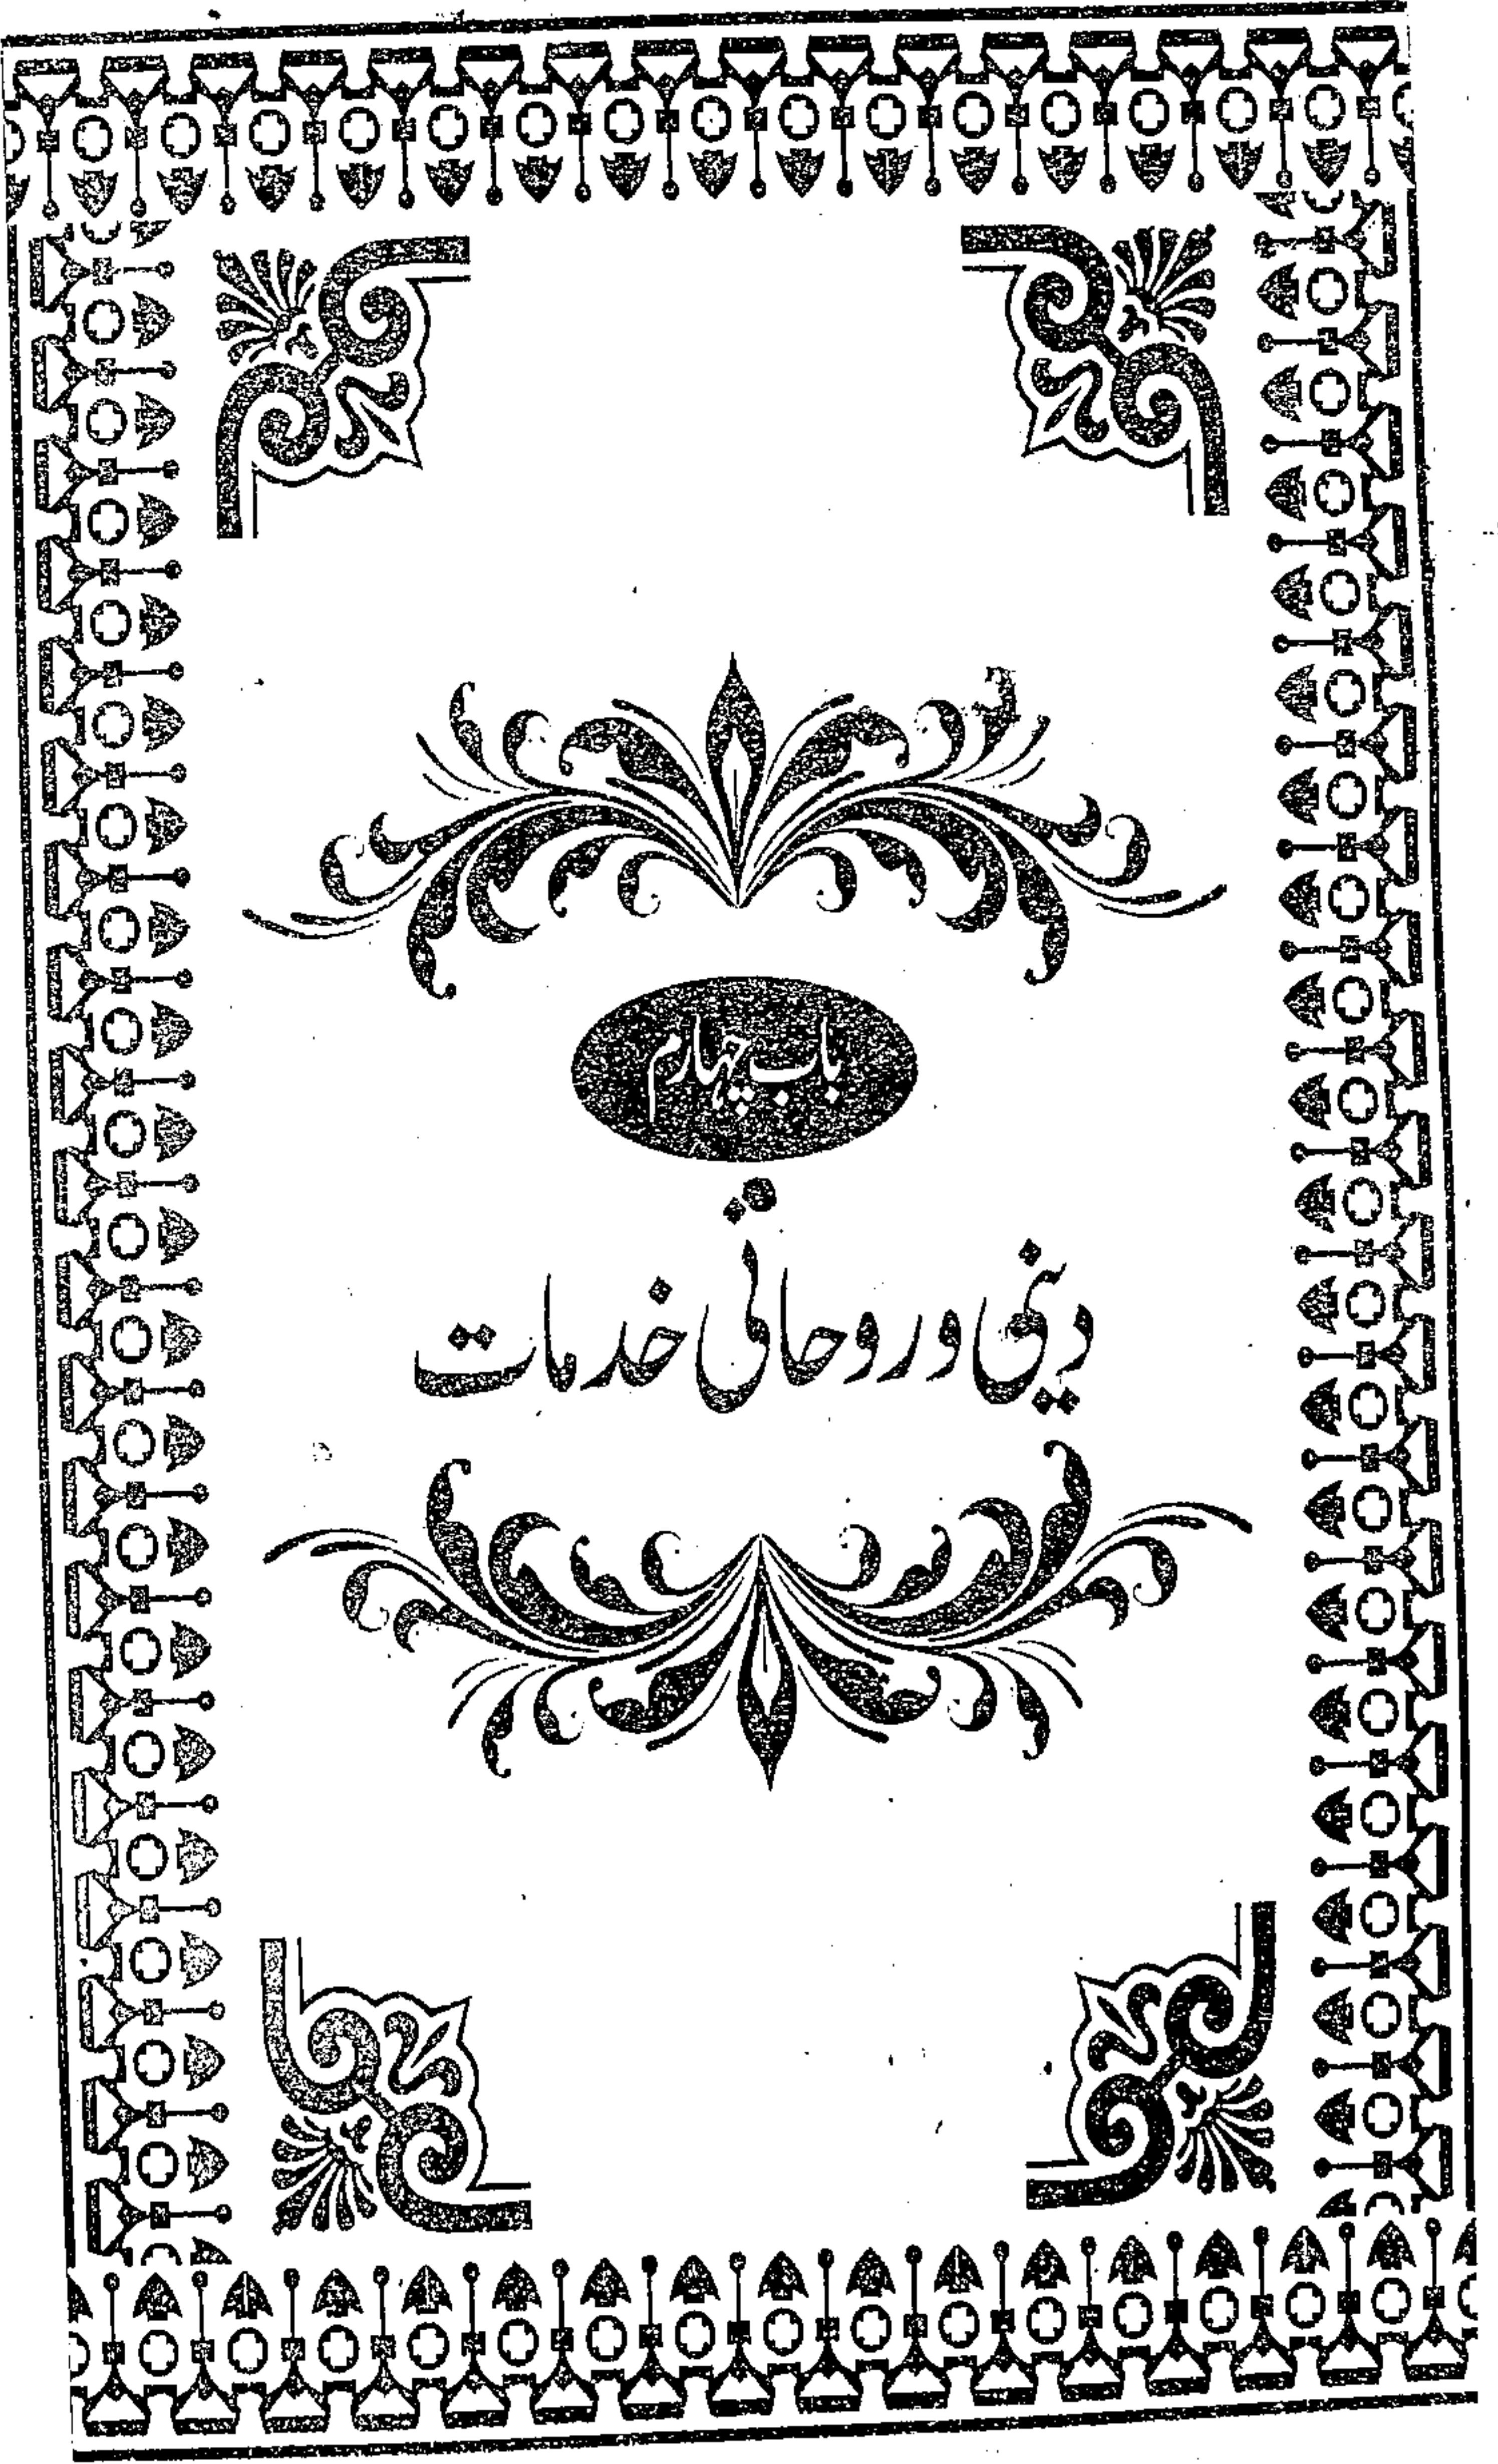 باب چہارم
دینی و روحانی خدمات